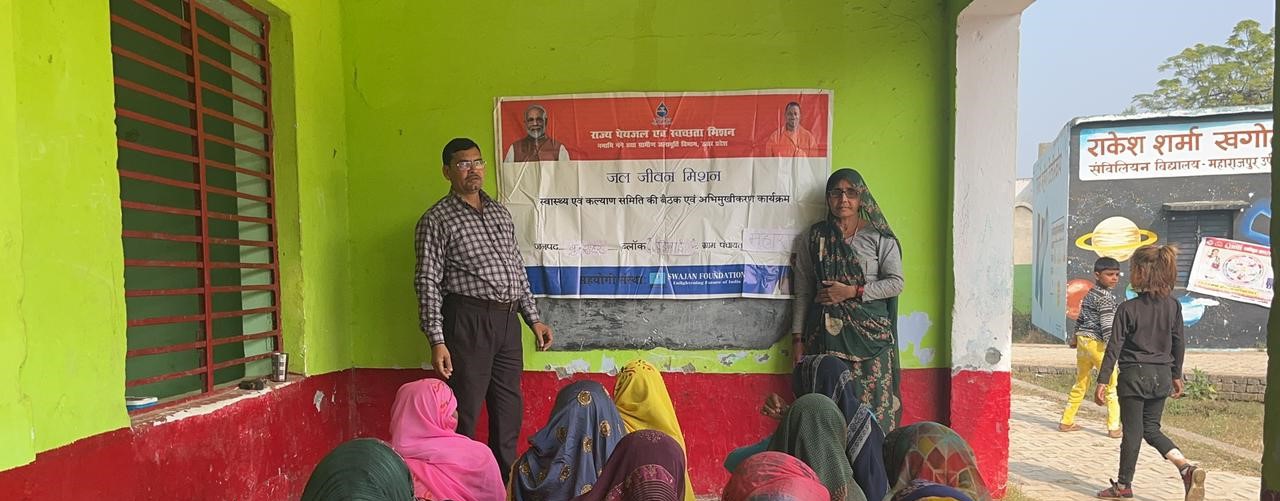 राज्य पेयजल एवं स्वच्छता मिशन
नमामि गंगे तथा ग्रामीण जलापूर्ति विभाग, उत्तर प्रदेश
जल जीवन मिशन
स्वास्थ्य एवं कल्याण समिति की बैठक एवं अभिमुखीकरण कार्यक्रम
जनपद ब्लॉक ग्राम पंचायत
सहयोगी संस्था SWAJAN FOUNDATION
Enlightening Future of India
राकेश शर्मा खगो
संविलियन विद्यालय - महाराजपुर